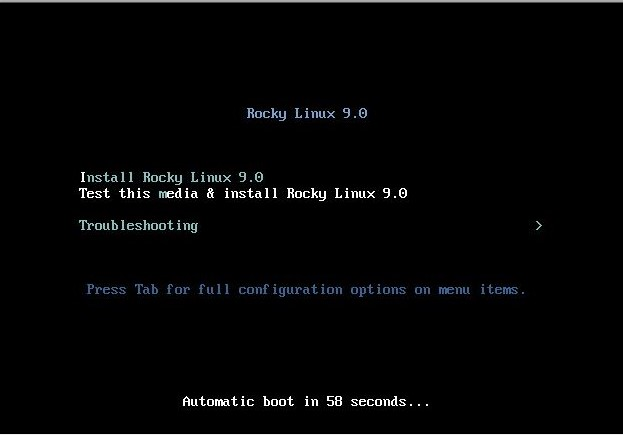 Rocky Linux 9.0
Install Rocky Linux 9.0
Test this media & install Rocky Linux 9.0
Troubleshooting >
Press Tab for full configuration options on menu items.
Automatic boot in 58 seconds...